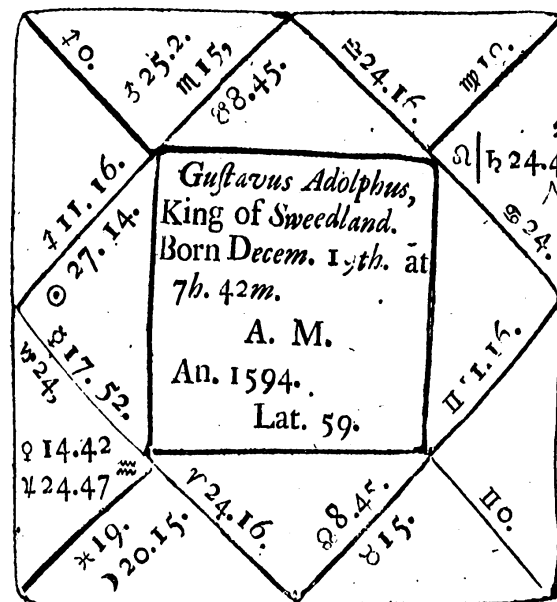 ♐ 0.
♂ 25.2.
♏ 15,
☋ 8.45.
♎ 24.16.
♍ 19.
♌ ♄ 24.4
♋ 24.
♐ 11.16.
☉ 27.14.
Guſtavus Adolphus,
King of Sweedland.
Born Decem. 19th. at
7h. 42m.
A. M.
An. 1594.
Lat. 59.
☿ 17.52.
♑ 24,
♀ 14.42
♃ 24.47 ♒
♓ 19.
☽ 20.15.
♈ 24.16.
☊ 8.45.
♉ 15.
♊ 0.